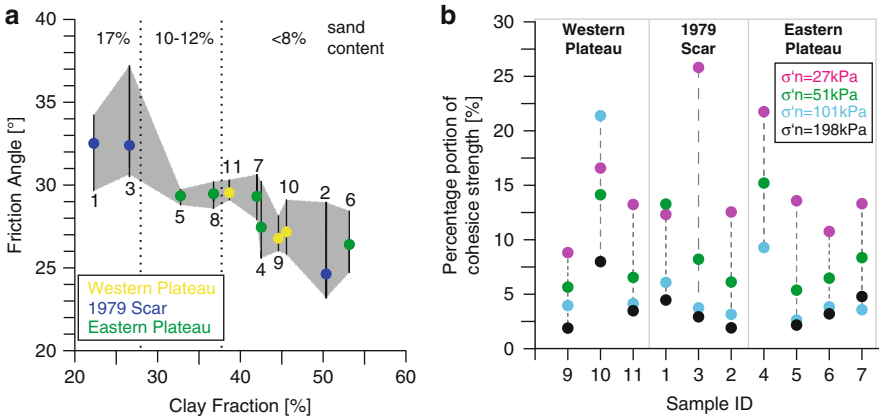 a
17%
10-12%
<8%
sand
content
40
35
30
25
20
Friction Angle [°]
1
3
5
8
11
7
4
9
10
2
6
Western Plateau
1979 Scar
Eastern Plateau
20
30
40
50
60
Clay Fraction [%]
b
30
25
20
15
10
5
0
Percentage portion of
cohesice strength [%]
Western
Plateau
1979
Scar
Eastern
Plateau
σ'n=27kPa
σ'n=51kPa
σ'n=101kPa
σ'n=198kPa
9
10
11
1
3
2
4
5
6
7
Sample ID